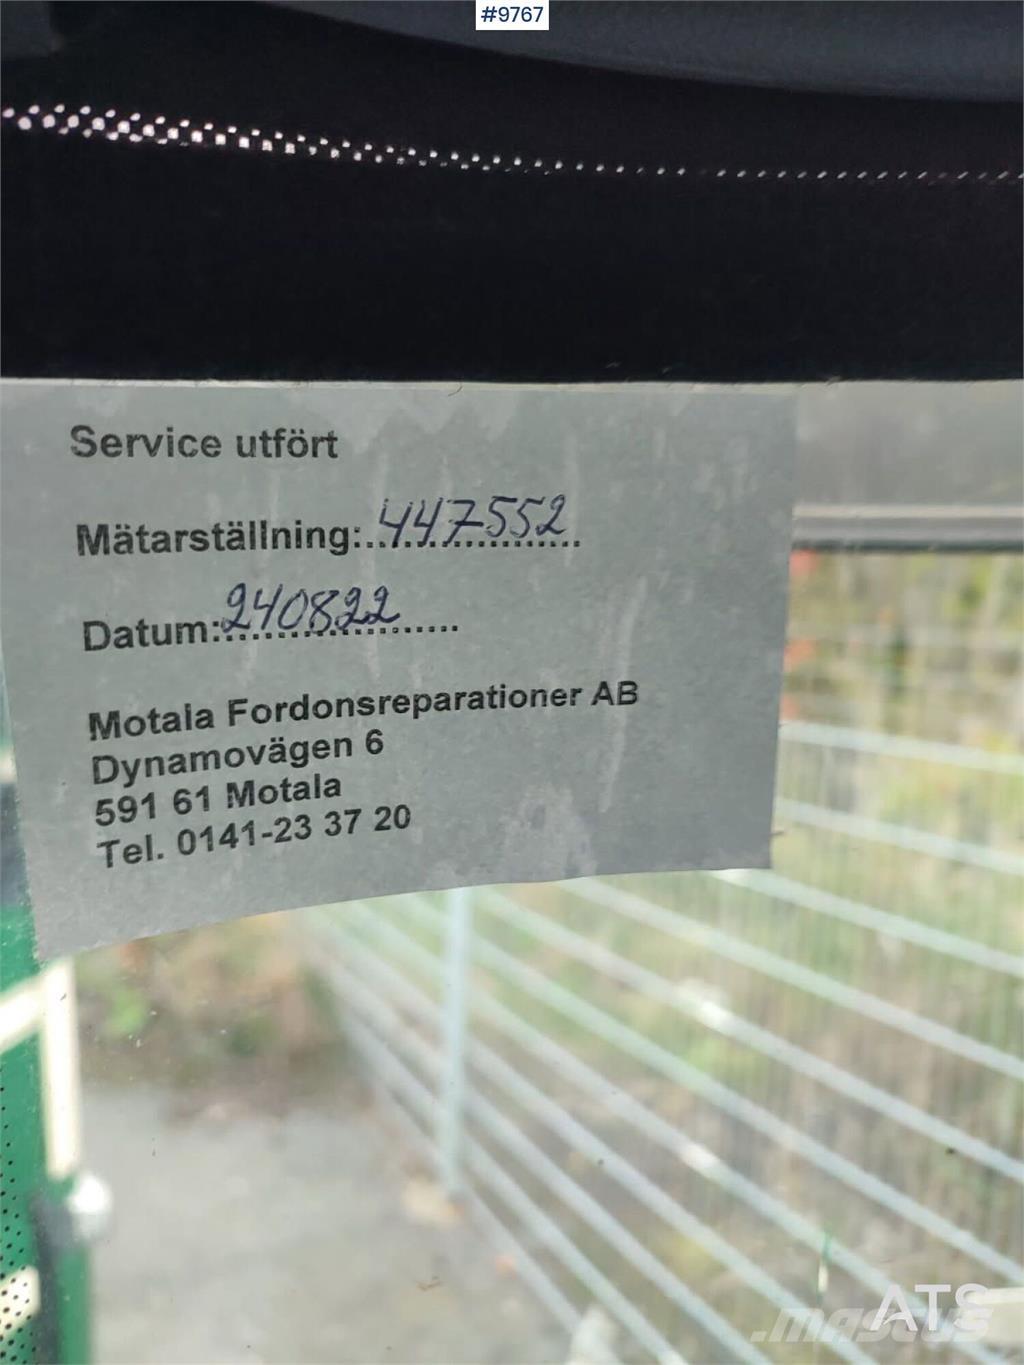 #9767
Service utfört
Mätarställning:..447552..
Datum:240822......
Motala Fordonsreparationer AB
Dynamovägen 6
591 61 Motala
Tel. 0141-23 37 20
ATS
.mascus